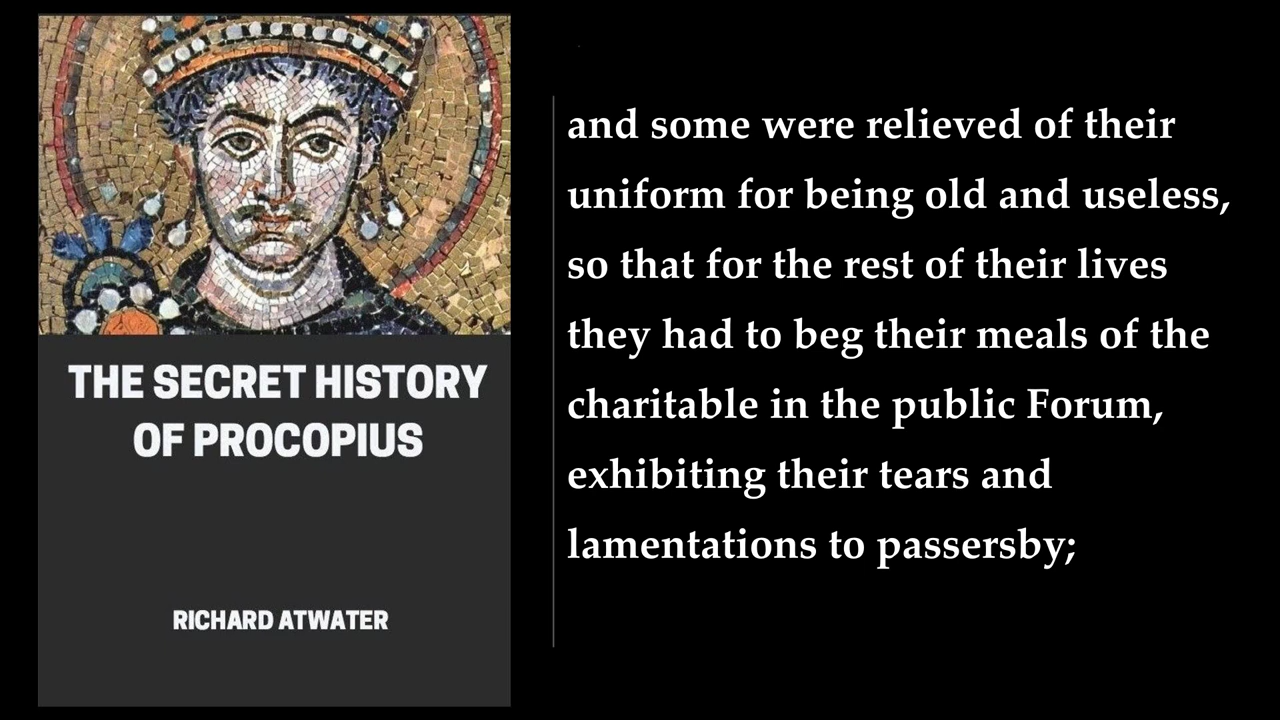 THE SECRET HISTORY
OF PROCOPIUS
RICHARD ATWATER
and some were relieved of their
uniform for being old and useless,
so that for the rest of their lives
they had to beg their meals of the
charitable in the public Forum,
exhibiting their tears and
lamentations to passersby;